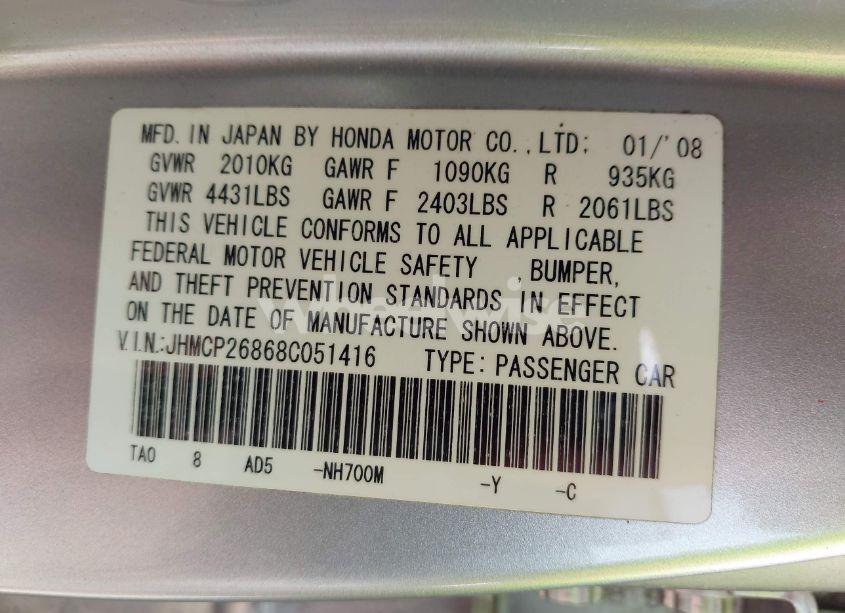 MFD. IN JAPAN BY HONDA MOTOR CO., LTD; 01/'08
GVWR 2010KG GAWR F 1090KG R 935KG
GVWR 4431LBS GAWR F 2403LBS R 2061LBS
THIS VEHICLE CONFORMS TO ALL APPLICABLE
FEDERAL MOTOR VEHICLE SAFETY , BUMPER,
AND THEFT PREVENTION STANDARDS IN EFFECT
ON THE DATE OF MANUFACTURE SHOWN ABOVE.
V.I.N.:JHMCP26868C051416 TYPE: PASSENGER CAR
TA0 8 AD5 -NH700M -Y -C